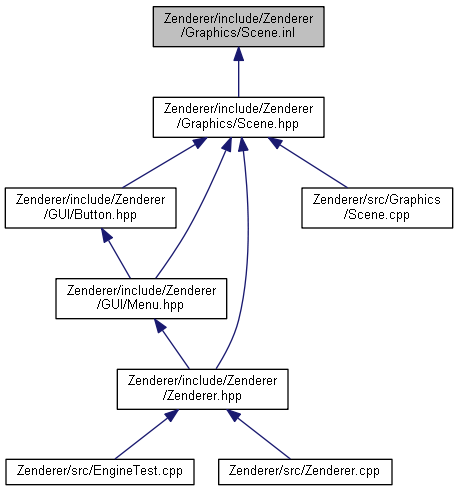 Zenderer/include/Zenderer
/Graphics/Scene.inl
Zenderer/include/Zenderer
/Graphics/Scene.hpp
Zenderer/include/Zenderer
/GUI/Button.hpp
Zenderer/src/Graphics
/Scene.cpp
Zenderer/include/Zenderer
/GUI/Menu.hpp
Zenderer/include/Zenderer
/Zenderer.hpp
Zenderer/src/EngineTest.cpp
Zenderer/src/Zenderer.cpp